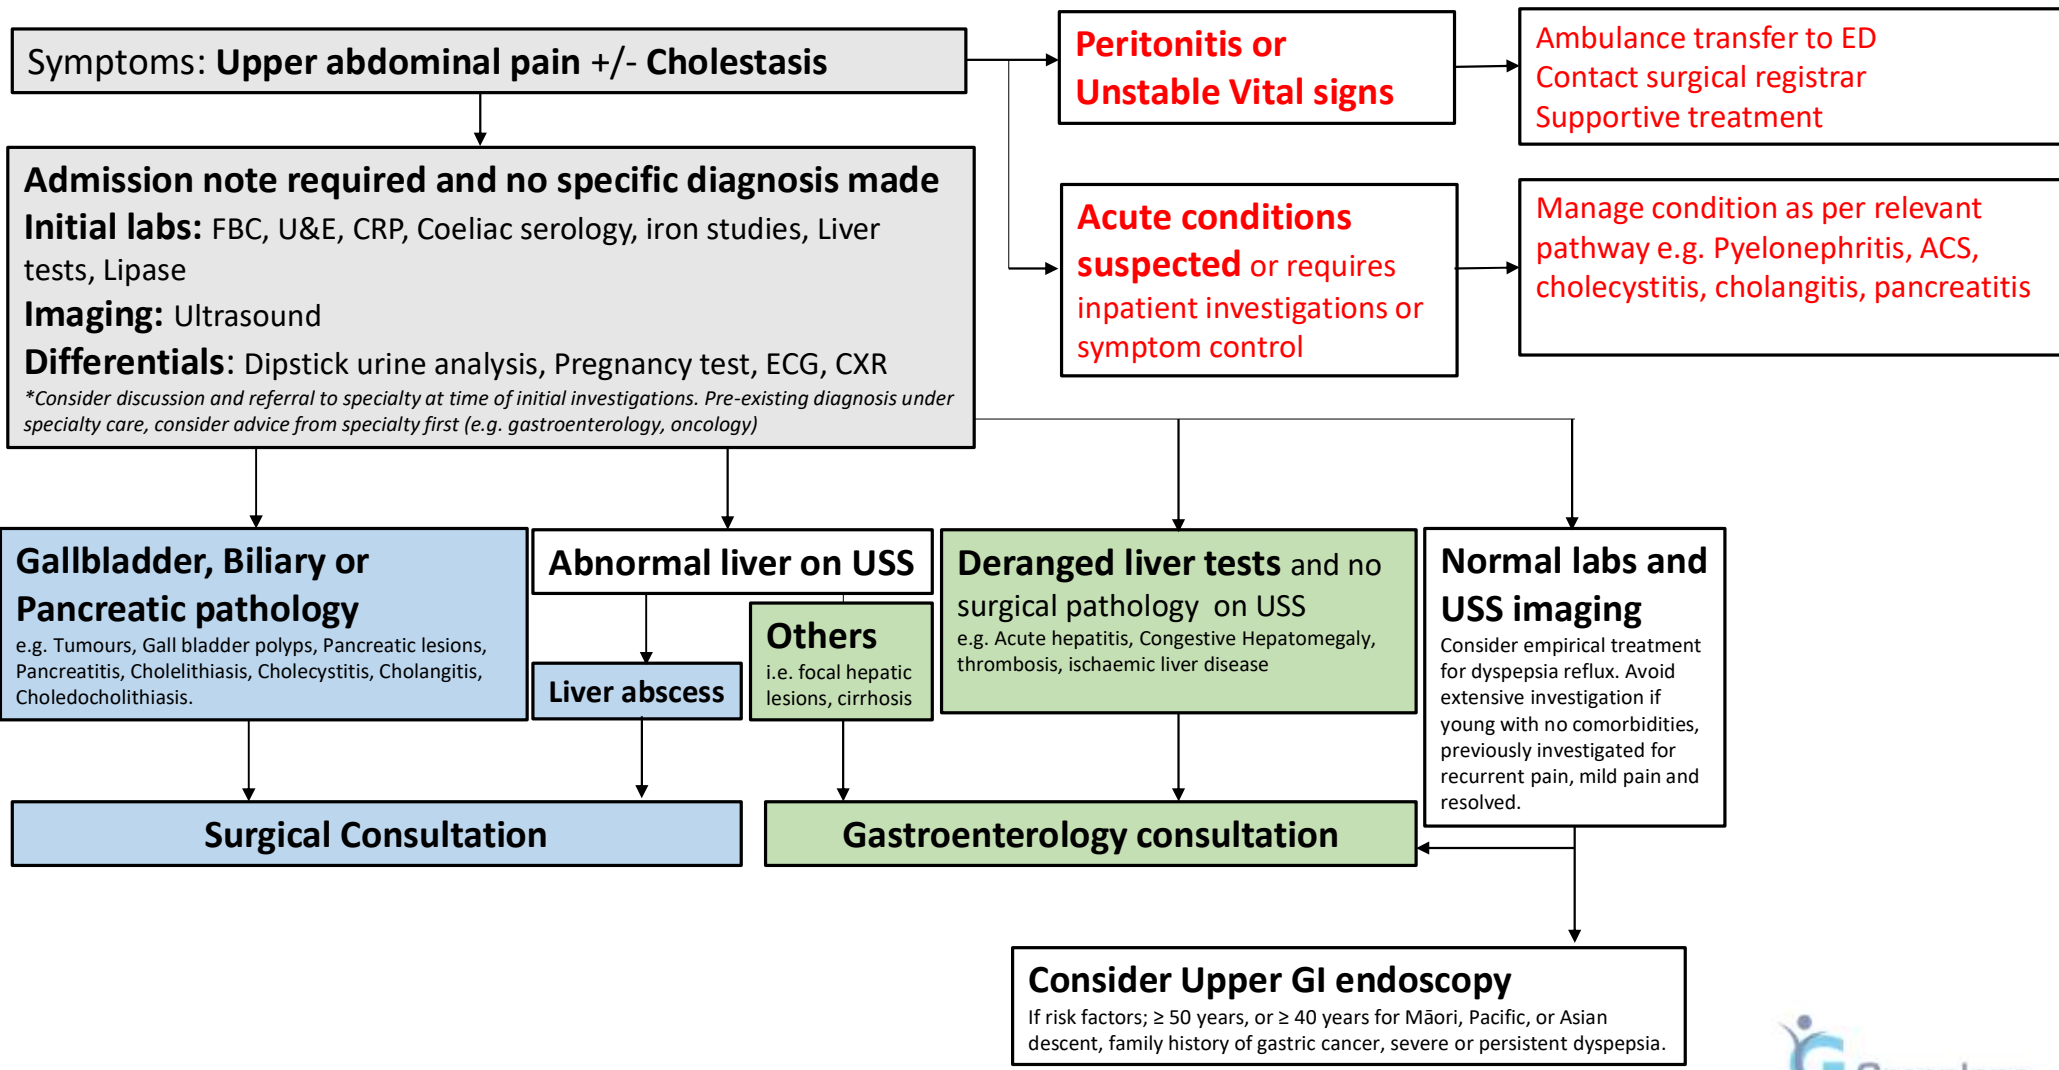 Symptoms: Upper abdominal pain +/- Cholestasis
Peritonitis or
Unstable Vital signs
Ambulance transfer to ED
Contact surgical registrar
Supportive treatment
Admission note required and no specific diagnosis made
Initial labs: FBC, U&E, CRP, Coeliac serology, iron studies, Liver
tests, Lipase
Imaging: Ultrasound
Differentials: Dipstick urine analysis, Pregnancy test, ECG, CXR
*Consider discussion and referral to specialty at time of initial investigations. Pre-existing diagnosis under
specialty care, consider advice from specialty first (e.g. gastroenterology, oncology)
Acute conditions
suspected or requires
inpatient investigations or
symptom control
Manage condition as per relevant
pathway e.g. Pyelonephritis, ACS,
cholecystitis, cholangitis, pancreatitis
Gallbladder, Biliary or
Pancreatic pathology
e.g. Tumours, Gall bladder polyps, Pancreatic lesions,
Pancreatitis, Cholelithiasis, Cholecystitis, Cholangitis,
Choledocholithiasis.
Abnormal liver on USS
Liver abscess
Others
i.e. focal hepatic
lesions, cirrhosis
Deranged liver tests and no
surgical pathology on USS
e.g. Acute hepatitis, Congestive Hepatomegaly,
thrombosis, ischaemic liver disease
Normal labs and
USS imaging
Consider empirical treatment
for dyspepsia reflux. Avoid
extensive investigation if
young with no comorbidities,
previously investigated for
recurrent pain, mild pain and
resolved.
Surgical Consultation
Gastroenterology consultation
Consider Upper GI endoscopy
If risk factors; ≥ 50 years, or ≥ 40 years for Māori, Pacific, or Asian
descent, family history of gastric cancer, severe or persistent dyspepsia.